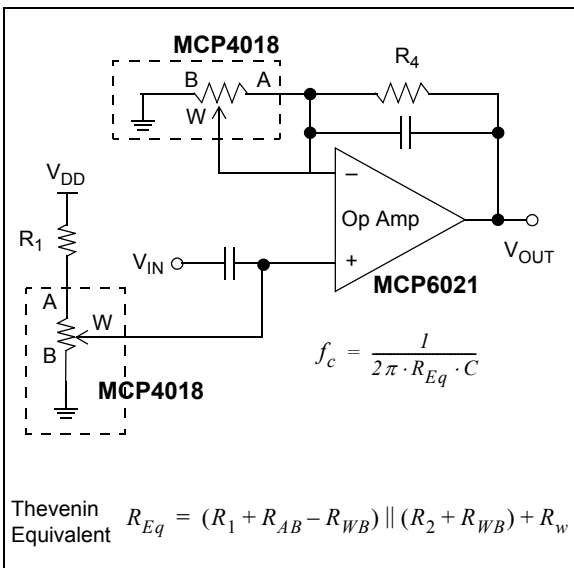 MCP4018
B A
W
R4
VDD
R1
VIN
– Op Amp +
VOUT
MCP6021
A
W
B
MCP4018
fc = 1 / 2π · REq · C
Thevenin Equivalent REq = (R1 + RAB – RWB) || (R2 + RWB) + Rw